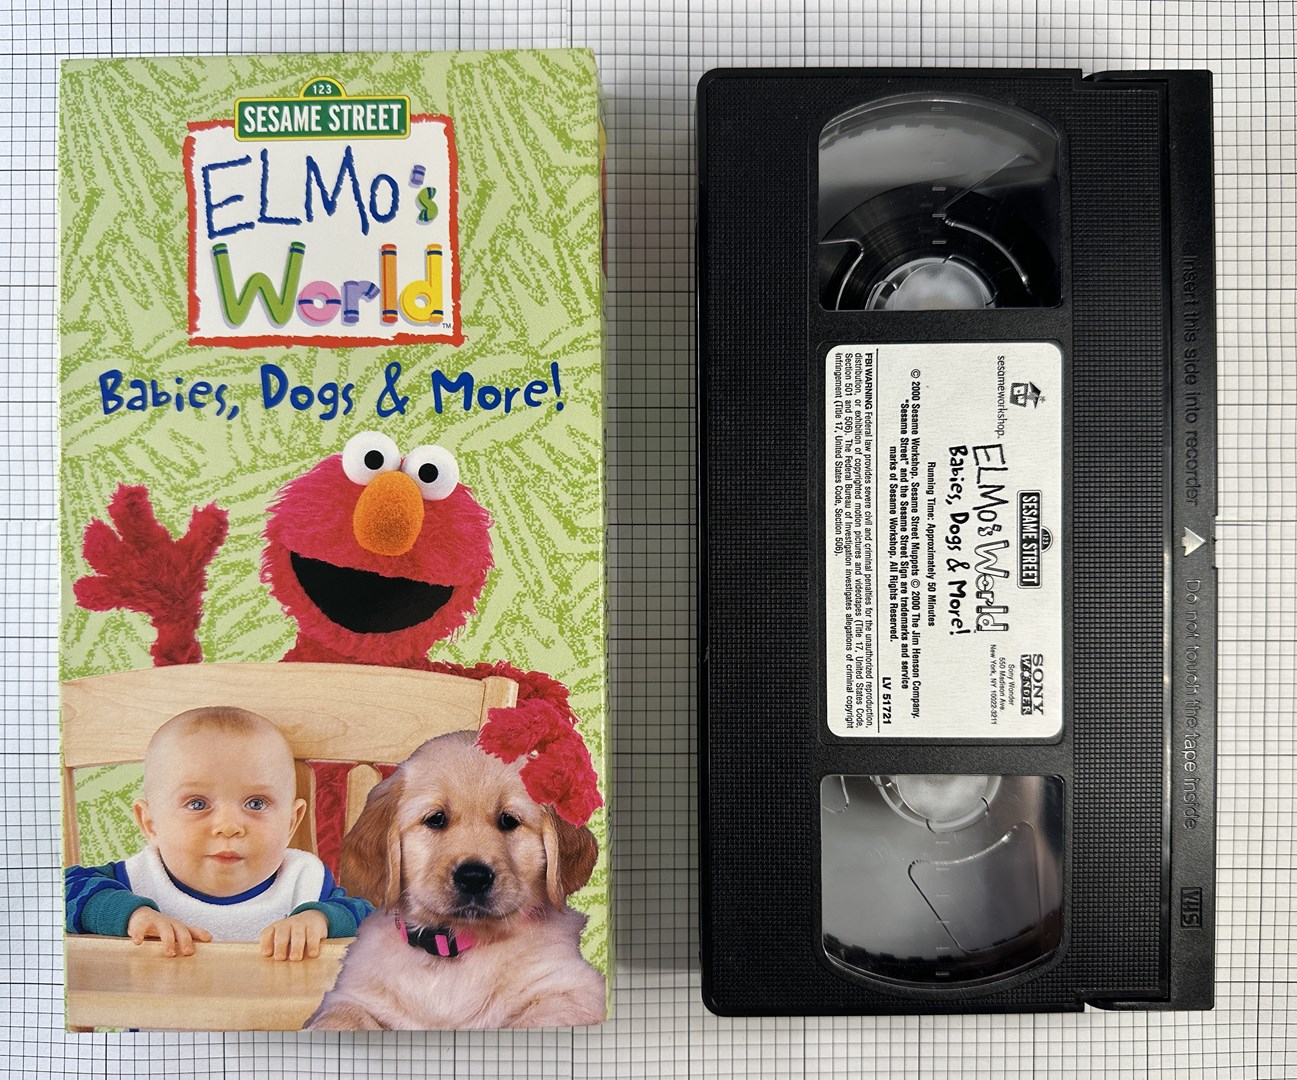 123
SESAME STREET
ELMO's
World™
Babies, Dogs & More!
sesameworkshop.
123
SESAME STREET
ELMO's World
Babies, Dogs & More!
SONY
WONDER
Sony Wonder
550 Madison Ave.
New York, NY 10022-3211
Running Time: Approximately 50 Minutes
© 2000 Sesame Workshop. Sesame Street Muppets © 2000 The Jim Henson Company.
"Sesame Street" and the Sesame Street Sign are trademarks and service
marks of Sesame Workshop. All Rights Reserved.
LV 51721
FBI WARNING Federal law provides severe civil and criminal penalties for the unauthorized reproduction,
distribution, or exhibition of copyrighted motion pictures and videotapes (Title 17, United States Code,
Section 501 and 506). The Federal Bureau of Investigation investigates allegations of criminal copyright
infringement (Title 17, United States Code, Section 506).
Insert this side into recorder
Do not touch the tape inside
VHS